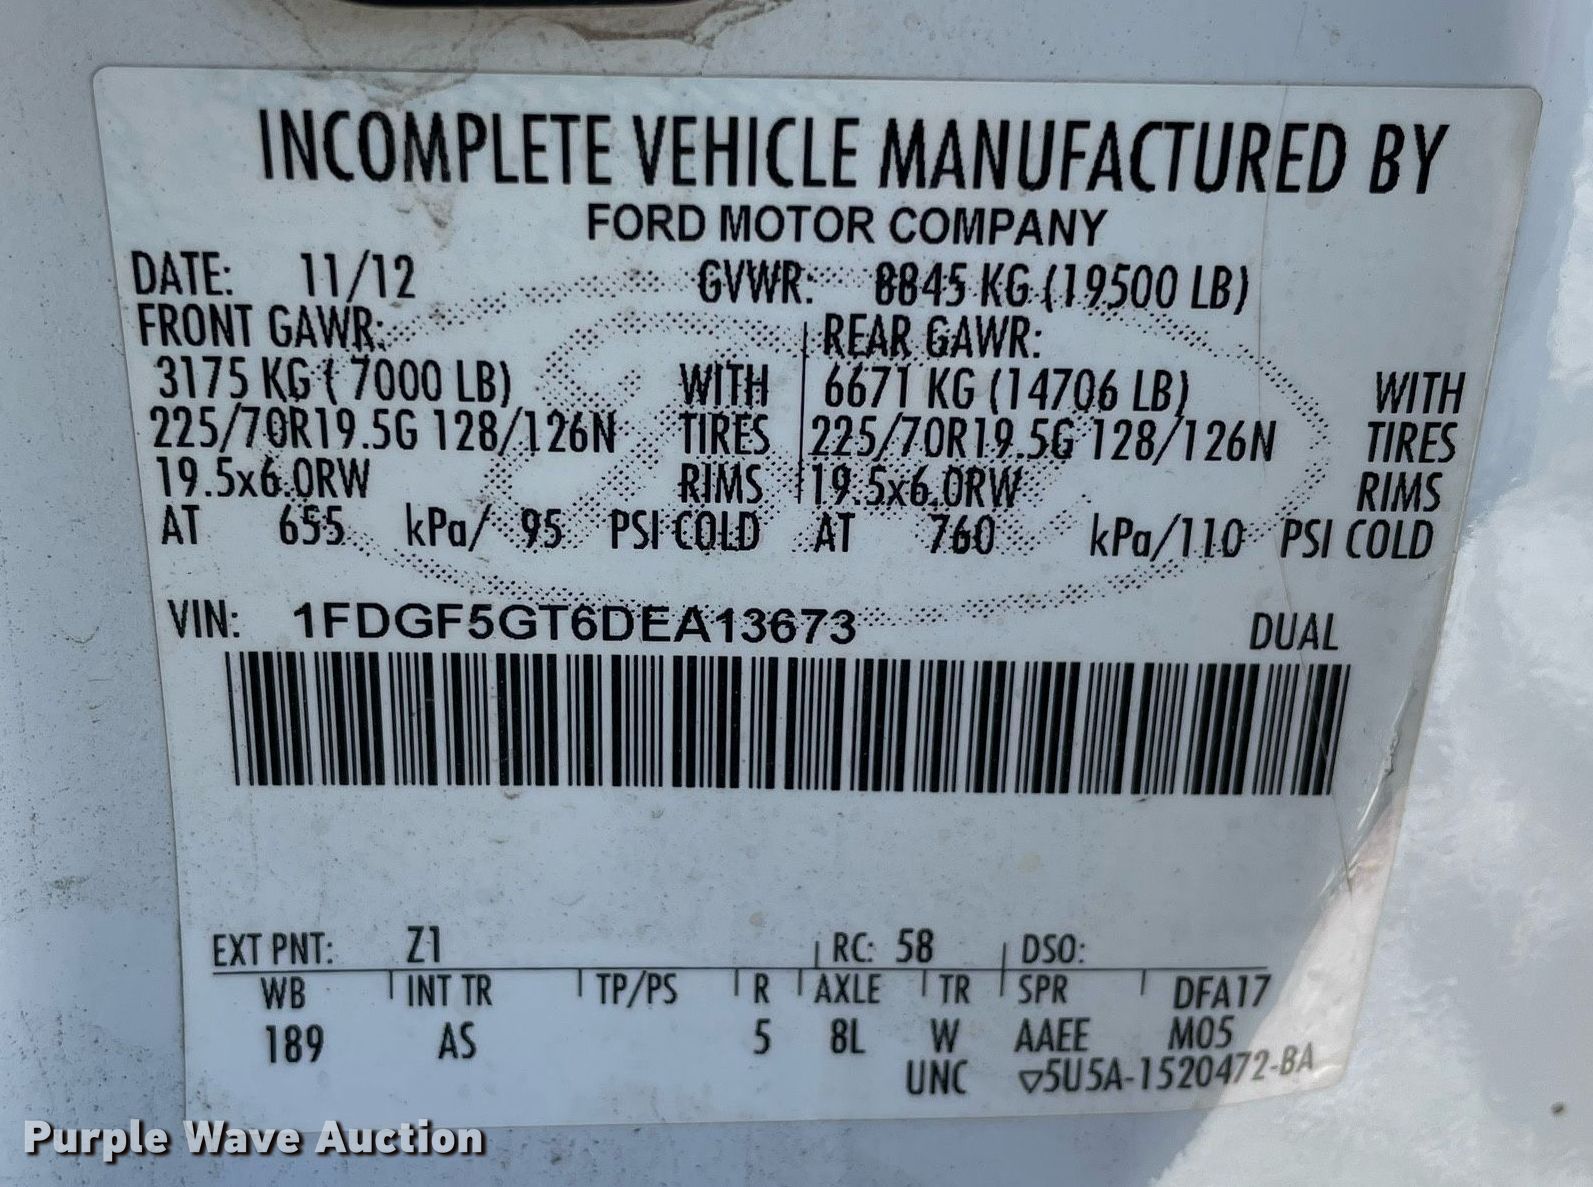 INCOMPLETE VEHICLE MANUFACTURED BY
FORD MOTOR COMPANY
DATE: 11/12 GVWR: 8845 KG (19500 LB)
FRONT GAWR: REAR GAWR:
3175 KG ( 7000 LB) WITH 6671 KG (14706 LB) WITH
225/70R19.5G 128/126N TIRES 225/70R19.5G 128/126N TIRES
19.5x6.0RW RIMS 19.5x6.0RW RIMS
AT 655 kPa/ 95 PSI COLD AT 760 kPa/110 PSI COLD
VIN: 1FDGF5GT6DEA13673 DUAL
EXT PNT: Z1 RC: 58 DSO:
WB INT TR TP/PS R AXLE TR SPR DFA17
189 AS 5 8L W AAEE M05
UNC ▽5U5A-1520472-BA
Purple Wave Auction